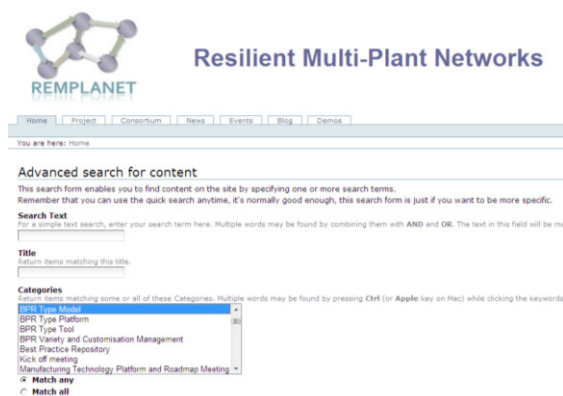 REMPLANET
Resilient Multi-Plant Networks
Home Project Consortium News Events Blog Demos
You are here: Home
Advanced search for content
This search form enables you to find content on the site by specifying one or more search terms.
Remember that you can use the quick search anytime, it's normally good enough, this search form is just if you want to be more specific.
Search Text
For a simple text search, enter your search term here. Multiple words may be found by combining them with AND and OR. The text in this field will be
Title
Return items matching this title.
Categories
Return items matching some or all of these Categories. Multiple words may be found by pressing Ctrl (or Apple key on Mac) while clicking the keywords
BPR Type Model
BPR Type Platform
BPR Type Tool
BPR Variety and Customisation Management
Best Practice Repository
Kick off meeting
Manufacturing Technology Platform and Roadmap Meeting
Match any
Match all